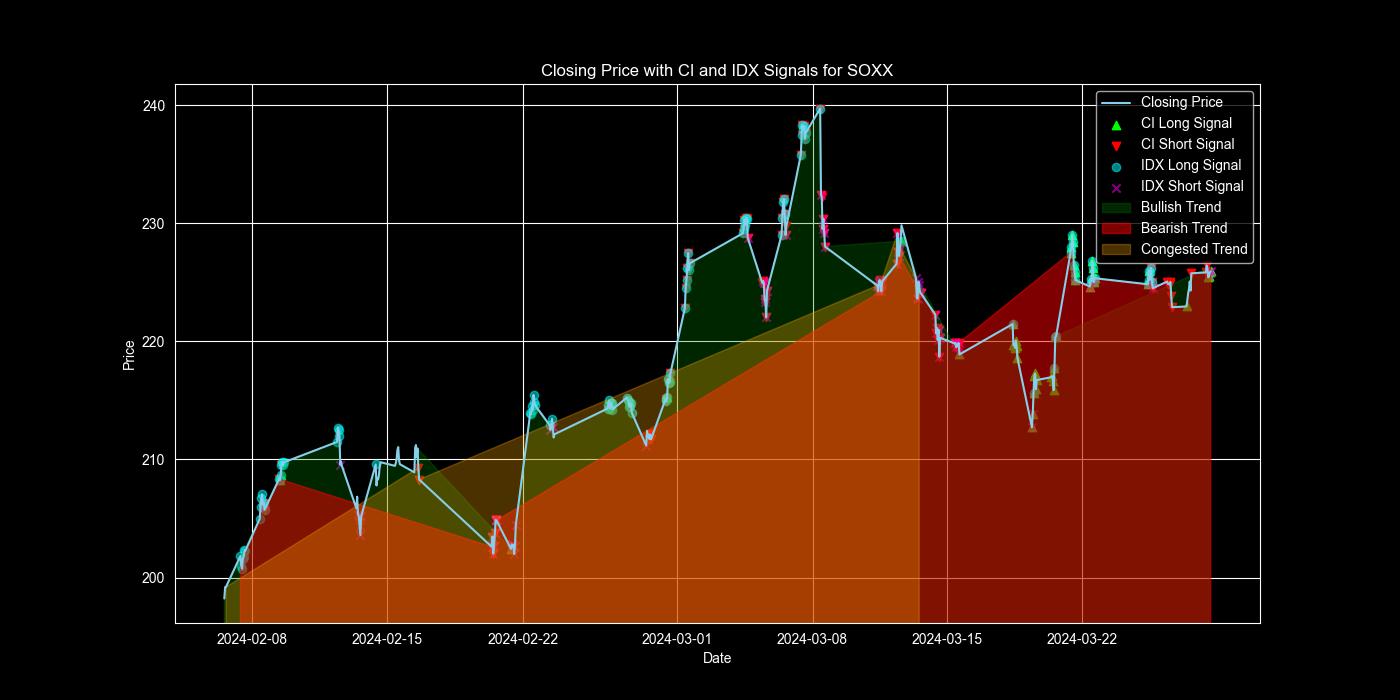 Closing Price with CI and IDX Signals for SOXX
240
230
220
210
200
Price
Closing Price
CI Long Signal
CI Short Signal
IDX Long Signal
IDX Short Signal
Bullish Trend
Bearish Trend
Congested Trend
2024-02-08
2024-02-15
2024-02-22
2024-03-01
2024-03-08
2024-03-15
2024-03-22
Date